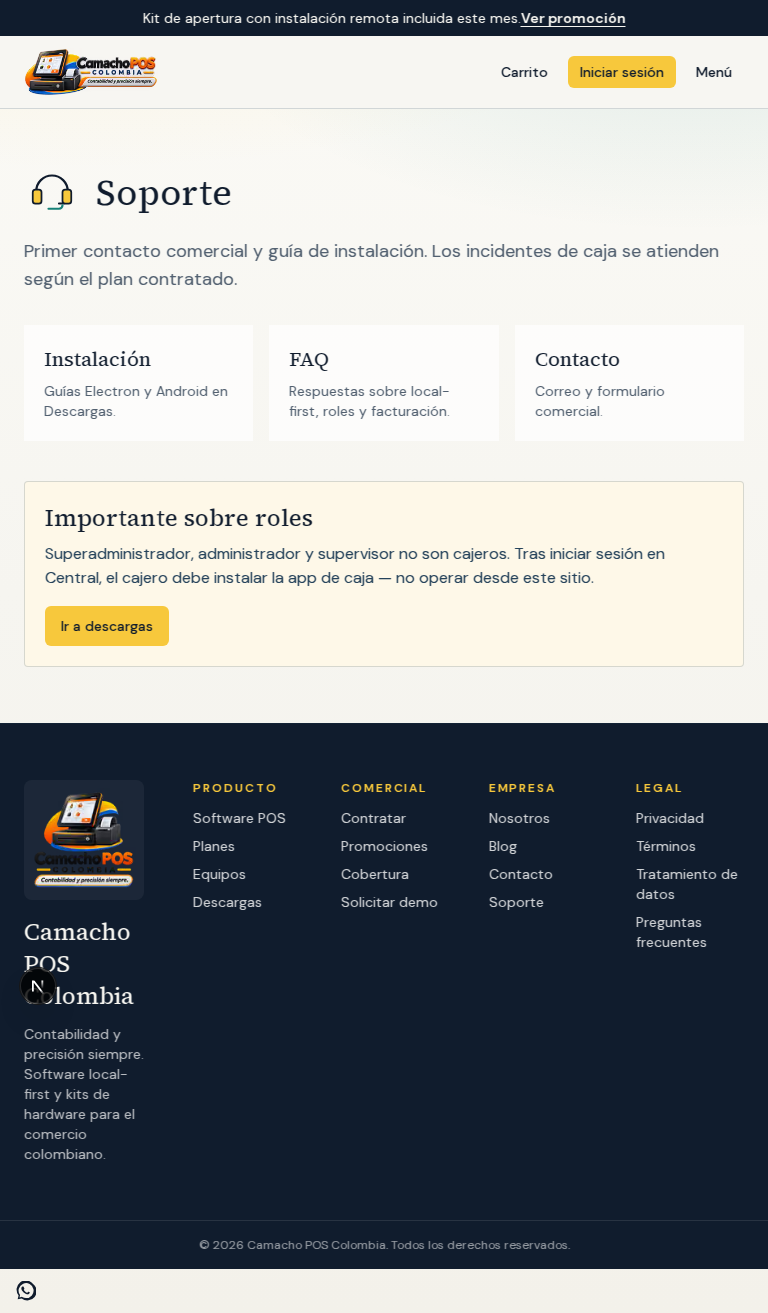 Kit de apertura con instalación remota incluida este mes.Ver promoción
CamachoPOS
COLOMBIA
Contabilidad y precisión siempre.
Carrito
Iniciar sesión
Menú
Soporte
Primer contacto comercial y guía de instalación. Los incidentes de caja se atienden
según el plan contratado.
Instalación
Guías Electron y Android en
Descargas.
FAQ
Respuestas sobre local-
first, roles y facturación.
Contacto
Correo y formulario
comercial.
Importante sobre roles
Superadministrador, administrador y supervisor no son cajeros. Tras iniciar sesión en
Central, el cajero debe instalar la app de caja — no operar desde este sitio.
Ir a descargas
CamachoPOS
COLOMBIA
Contabilidad y precisión siempre.
Camacho
POS
Colombia
N
Contabilidad y
precisión siempre.
Software local-
first y kits de
hardware para el
comercio
colombiano.
PRODUCTO
Software POS
Planes
Equipos
Descargas
COMERCIAL
Contratar
Promociones
Cobertura
Solicitar demo
EMPRESA
Nosotros
Blog
Contacto
Soporte
LEGAL
Privacidad
Términos
Tratamiento de
datos
Preguntas
frecuentes
© 2026 Camacho POS Colombia. Todos los derechos reservados.